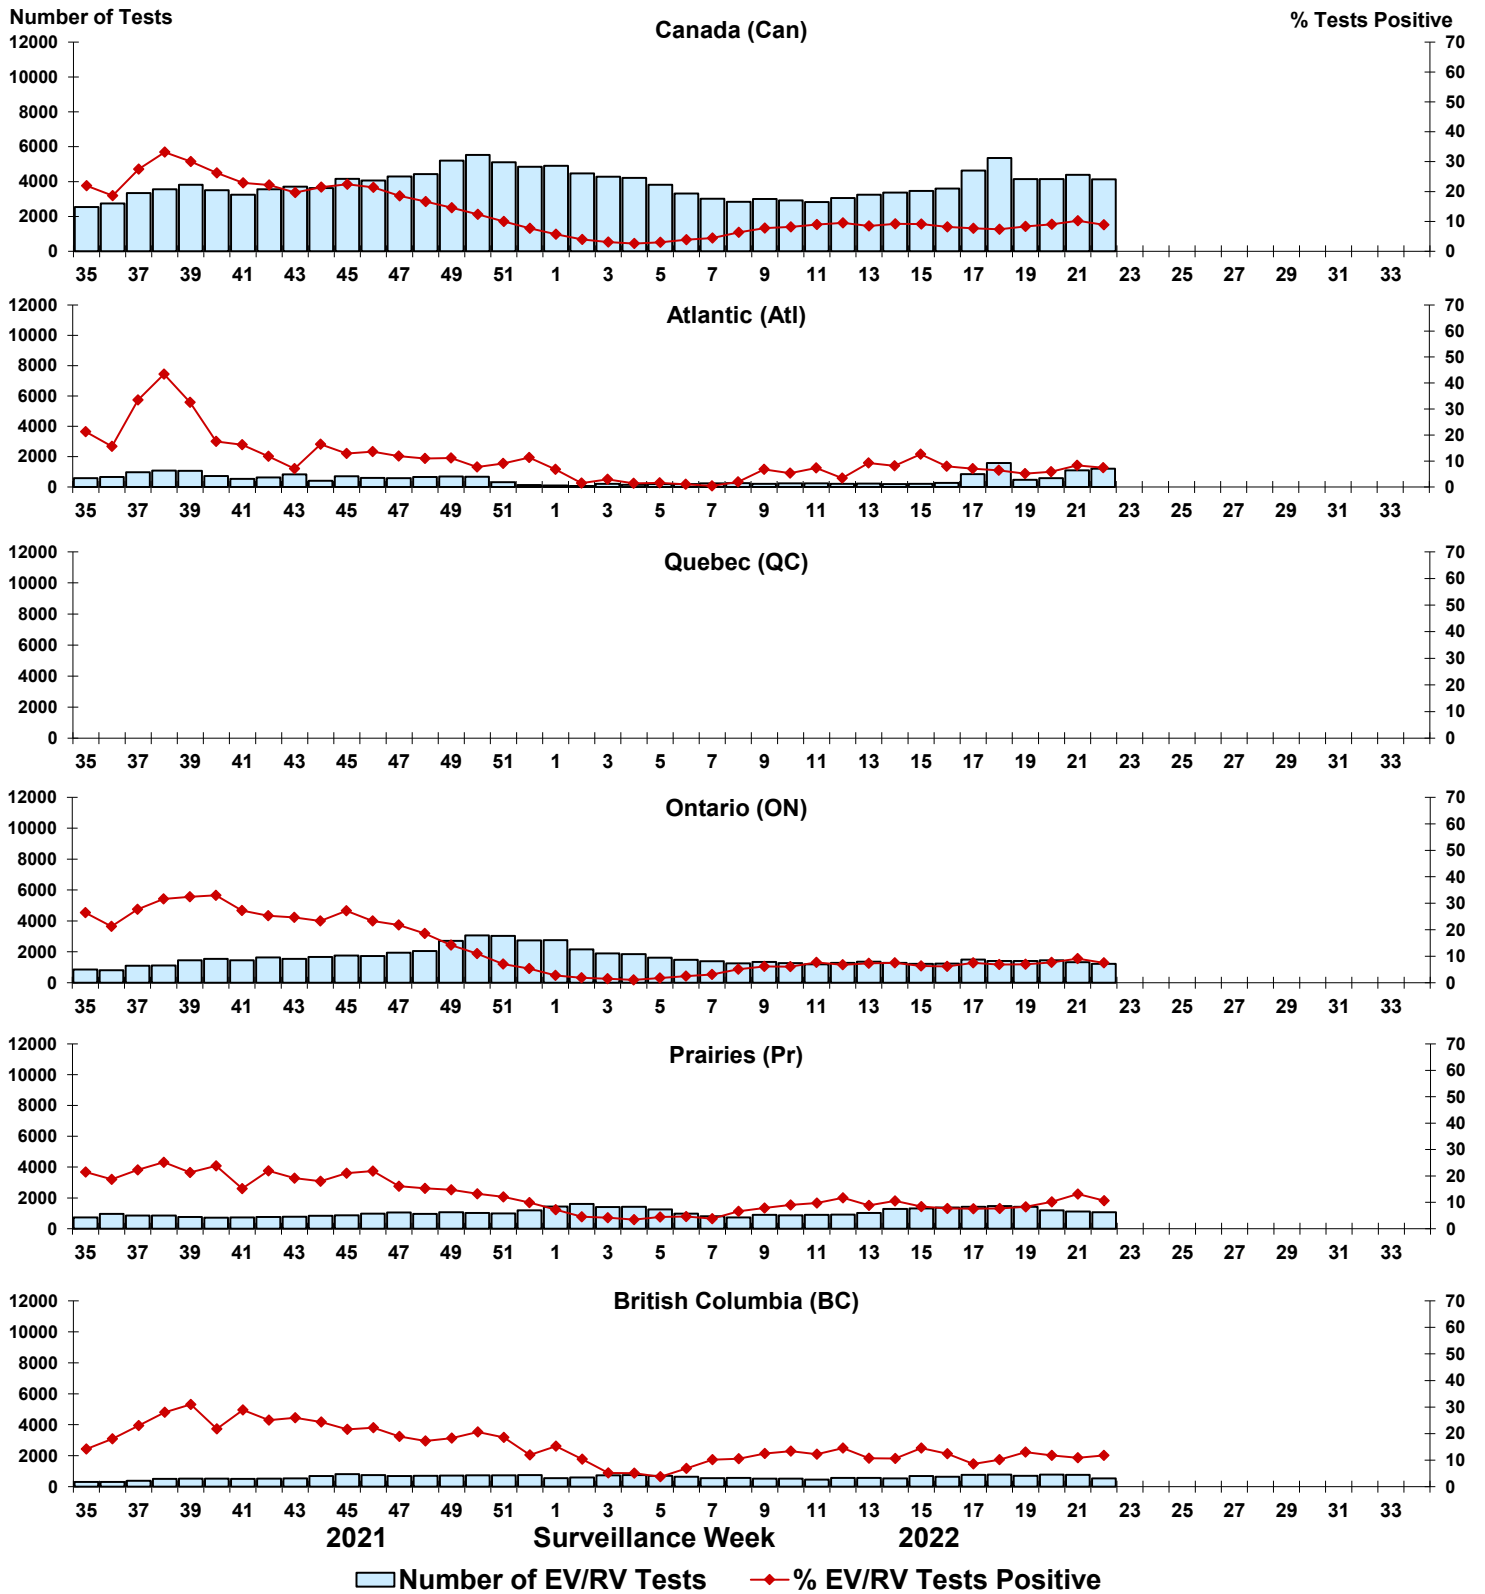 Number of Tests
% Tests Positive
Canada (Can)
12000 10000 8000 6000 4000 2000 0
70 60 50 40 30 20 10 0
35 37 39 41 43 45 47 49 51 1 3 5 7 9 11 13 15 17 19 21 23 25 27 29 31 33
Atlantic (Atl)
12000 10000 8000 6000 4000 2000 0
70 60 50 40 30 20 10 0
35 37 39 41 43 45 47 49 51 1 3 5 7 9 11 13 15 17 19 21 23 25 27 29 31 33
Quebec (QC)
12000 10000 8000 6000 4000 2000 0
70 60 50 40 30 20 10 0
35 37 39 41 43 45 47 49 51 1 3 5 7 9 11 13 15 17 19 21 23 25 27 29 31 33
Ontario (ON)
12000 10000 8000 6000 4000 2000 0
70 60 50 40 30 20 10 0
35 37 39 41 43 45 47 49 51 1 3 5 7 9 11 13 15 17 19 21 23 25 27 29 31 33
Prairies (Pr)
12000 10000 8000 6000 4000 2000 0
70 60 50 40 30 20 10 0
35 37 39 41 43 45 47 49 51 1 3 5 7 9 11 13 15 17 19 21 23 25 27 29 31 33
British Columbia (BC)
12000 10000 8000 6000 4000 2000 0
70 60 50 40 30 20 10 0
35 37 39 41 43 45 47 49 51 1 3 5 7 9 11 13 15 17 19 21 23 25 27 29 31 33
2021 Surveillance Week 2022
Number of EV/RV Tests % EV/RV Tests Positive